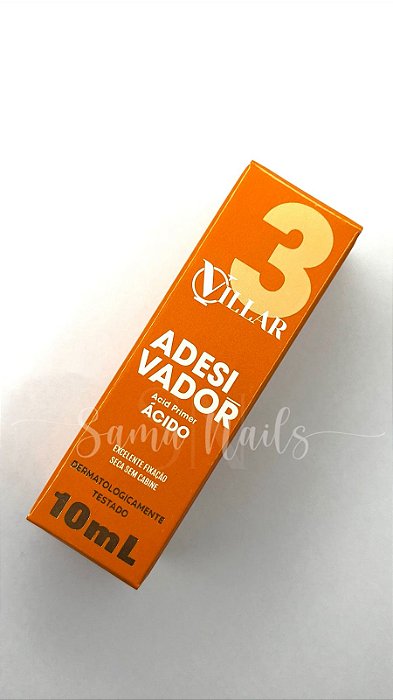 3
VILLAR
ADESI
VADOR
Acid Primer
ÁCIDO
Sama Nails
EXCELENTE FIXAÇÃO
SECA SEM CABINE
DERMATOLOGICAMENTE
TESTADO
10mL